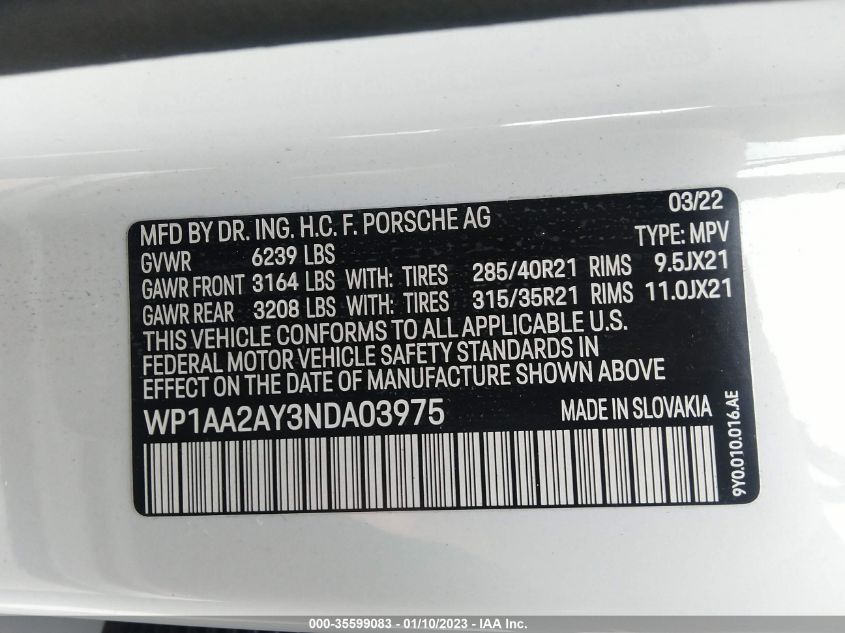 03/22
MFD BY DR. ING. H.C. F. PORSCHE AG
TYPE: MPV
GVWR 6239 LBS
GAWR FRONT 3164 LBS WITH: TIRES 285/40R21 RIMS 9.5JX21
GAWR REAR 3208 LBS WITH: TIRES 315/35R21 RIMS 11.0JX21
THIS VEHICLE CONFORMS TO ALL APPLICABLE U.S.
FEDERAL MOTOR VEHICLE SAFETY STANDARDS IN
EFFECT ON THE DATE OF MANUFACTURE SHOWN ABOVE
WP1AA2AY3NDA03975 MADE IN SLOVAKIA
9Y0.010.016.AE
000-35599083 - 01/10/2023 - IAA Inc.